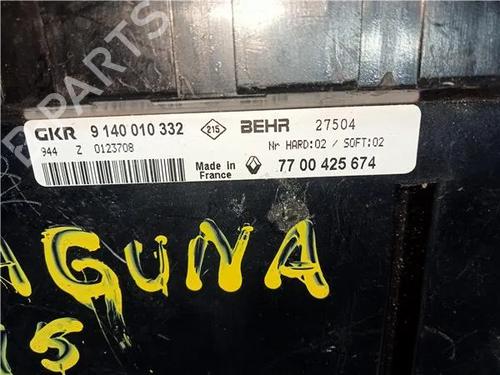 GKR 9 140 010 332 215 BEHR 27504
944 Z 0123708 Nr HARD:02 / SOFT:02
Made in
France
77 00 425 674
AGUNA